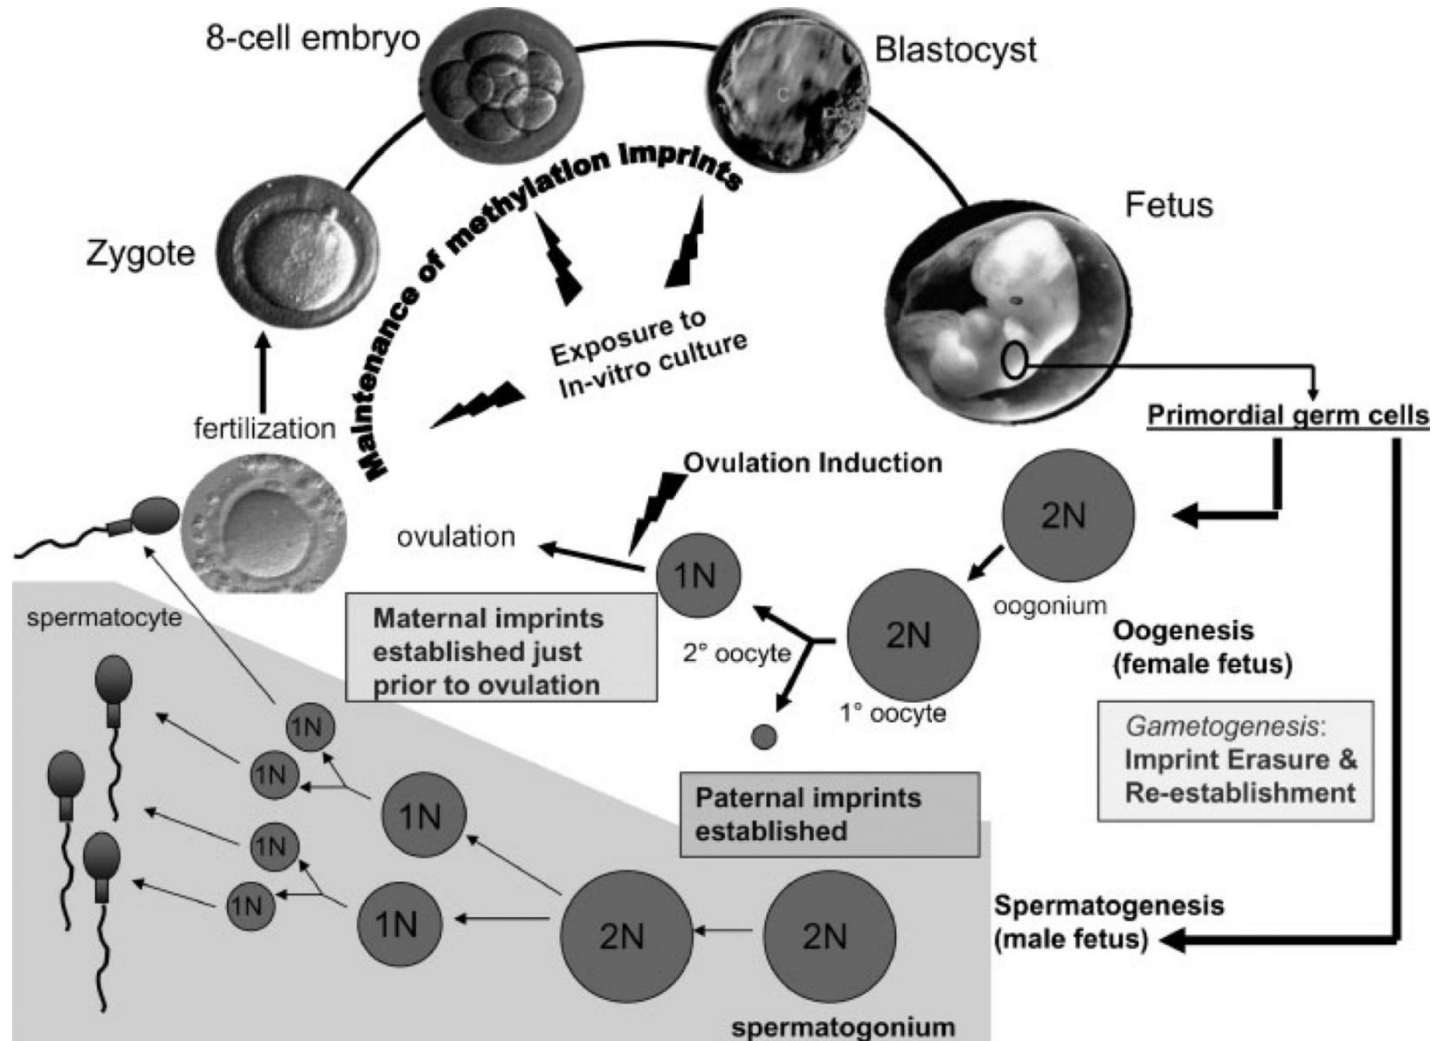 8-cell embryo
Blastocyst
Zygote
Fetus
Maintenance of methylation imprints
Exposure to
In-vitro culture
fertilization
Primordial germ cells
Ovulation Induction
ovulation
1N
2N
2N
oogonium
2° oocyte
1° oocyte
Oogenesis
(female fetus)
Maternal imprints
established just
prior to ovulation
Gametogenesis:
Imprint Erasure &
Re-establishment
spermatocyte
Paternal imprints
established
1N
1N
1N
1N
1N
1N
2N
2N
Spermatogenesis
(male fetus)
spermatogonium